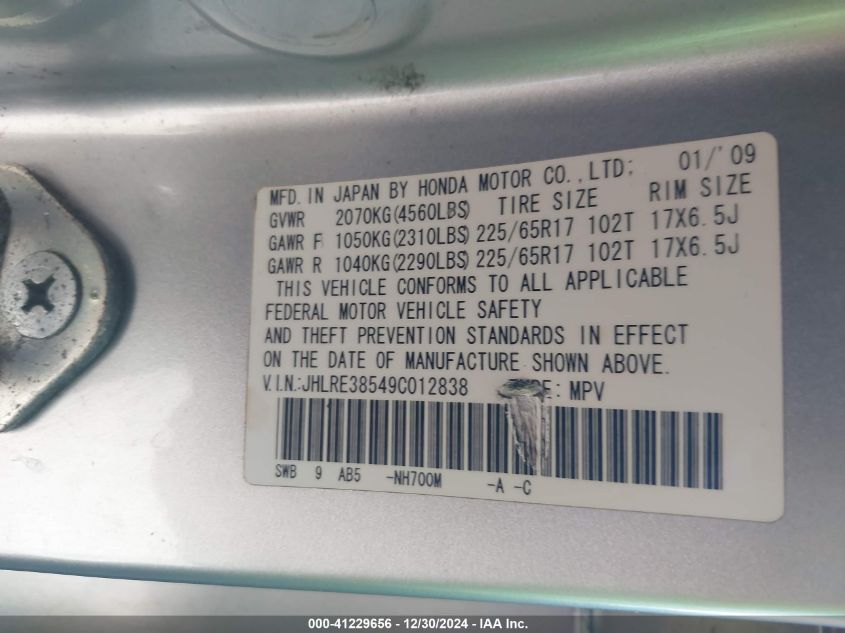 MFD. IN JAPAN BY HONDA MOTOR CO.,LTD; 01/'09
GVWR 2070KG(4560LBS) TIRE SIZE RIM SIZE
GAWR F 1050KG(2310LBS) 225/65R17 102T 17X6.5J
GAWR R 1040KG(2290LBS) 225/65R17 102T 17X6.5J
THIS VEHICLE CONFORMS TO ALL APPLICABLE
FEDERAL MOTOR VEHICLE SAFETY
AND THEFT PREVENTION STANDARDS IN EFFECT
ON THE DATE OF MANUFACTURE SHOWN ABOVE.
V.I.N.:JHLRE38549C012838 MPV
SWB 9 AB5 -NH700M -A -C
000-41229656 - 12/30/2024 - IAA Inc.